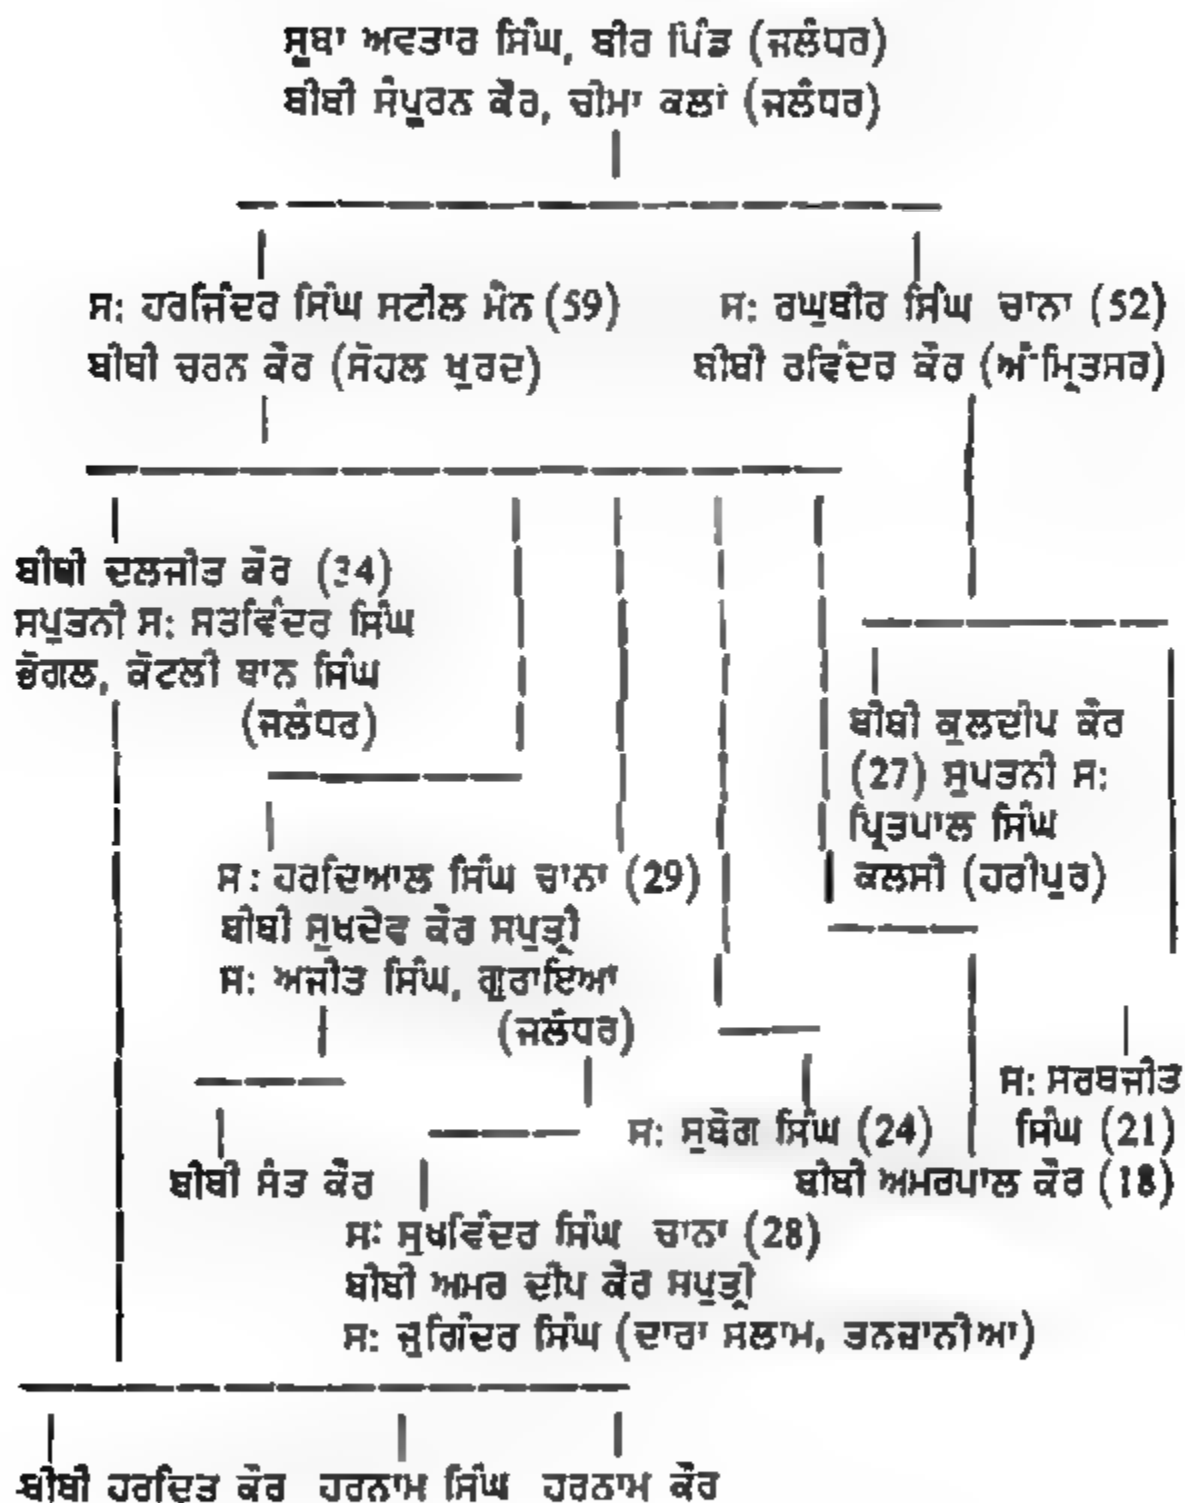 ਸੂਬਾ ਅਵਤਾਰ ਸਿੰਘ, ਬੀਰ ਪਿੰਡ (ਜਲੰਧਰ)
ਬੀਬੀ ਸੰਪੂਰਨ ਕੌਰ, ਚੀਮਾ ਕਲਾਂ (ਜਲੰਧਰ)
ਸ: ਹਰਜਿੰਦਰ ਸਿੰਘ ਸਟੀਲ ਮੈਨ (59)
ਬੀਬੀ ਚਰਨ ਕੌਰ (ਸੋਹਲ ਖੁਰਦ)
ਸ: ਰਘੁਬੀਰ ਸਿੰਘ ਚਾਨਾ (52)
ਬੀਬੀ ਰਵਿੰਦਰ ਕੌਰ (ਅੰਮ੍ਰਿਤਸਰ)
ਬੀਬੀ ਦਲਜੀਤ ਕੌਰ (34)
ਸਪੁਤਨੀ ਸ: ਸਤਵਿੰਦਰ ਸਿੰਘ
ਭੋਗਲ, ਕੋਟਲੀ ਥਾਨ ਸਿੰਘ
(ਜਲੰਧਰ)
ਬੀਬੀ ਕੁਲਦੀਪ ਕੌਰ
(27) ਸੁਪਤਨੀ ਸ:
ਪ੍ਰਿਤਪਾਲ ਸਿੰਘ
ਕਲਸੀ (ਹਰੀਪੁਰ)
ਸ: ਹਰਦਿਆਲ ਸਿੰਘ ਚਾਨਾ (29)
ਬੀਬੀ ਸੁਖਦੇਵ ਕੌਰ ਸਪੁਤ੍ਰੀ
ਸ: ਅਜੀਤ ਸਿੰਘ, ਗੁਰਾਇਆਂ
(ਜਲੰਧਰ)
ਸ: ਸਰਬਜੀਤ
ਸਿੰਘ (21)
ਸ: ਸੁਬੇਗ ਸਿੰਘ (24)
ਬੀਬੀ ਸੰਤ ਕੌਰ
ਬੀਬੀ ਅਮਰਪਾਲ ਕੌਰ (18)
ਸ: ਸੁਖਵਿੰਦਰ ਸਿੰਘ ਚਾਨਾ (28)
ਬੀਬੀ ਅਮਰ ਦੀਪ ਕੌਰ ਸਪੁਤ੍ਰੀ
ਸ: ਜੁਗਿੰਦਰ ਸਿੰਘ (ਦਾਰਾ ਸਲਾਮ, ਤਨਜ਼ਾਨੀਆ)
ਬੀਬੀ ਹਰਦਿਤ ਕੌਰ ਹਰਨਾਮ ਸਿੰਘ ਹਰਨਾਮ ਕੌਰ